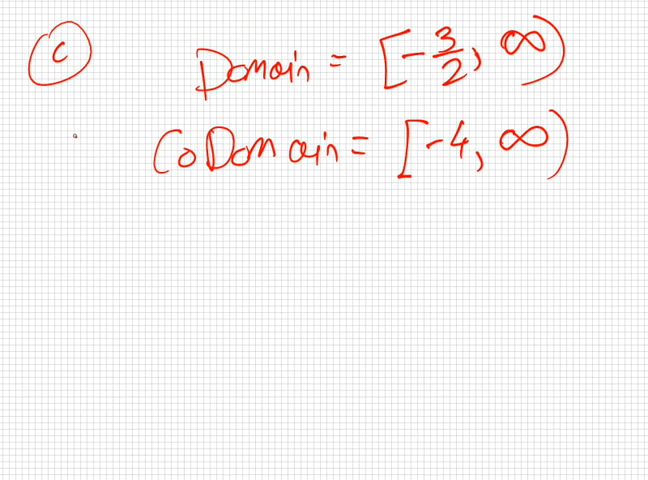 (c) Domain = [-3/2, ∞)
CoDomain = [-4, ∞)